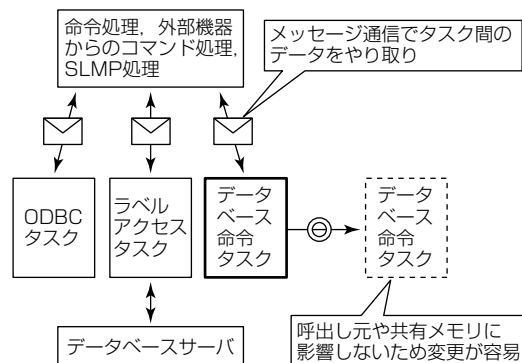 命令処理，外部機器
からのコマンド処理，
SLMP処理
メッセージ通信でタスク間の
データをやり取り
ODBC
タスク
ラベル
アクセス
タスク
データ
ベース
命令
タスク
データ
ベース
命令
タスク
データベースサーバ
呼出し元や共有メモリに
影響しないため変更が容易